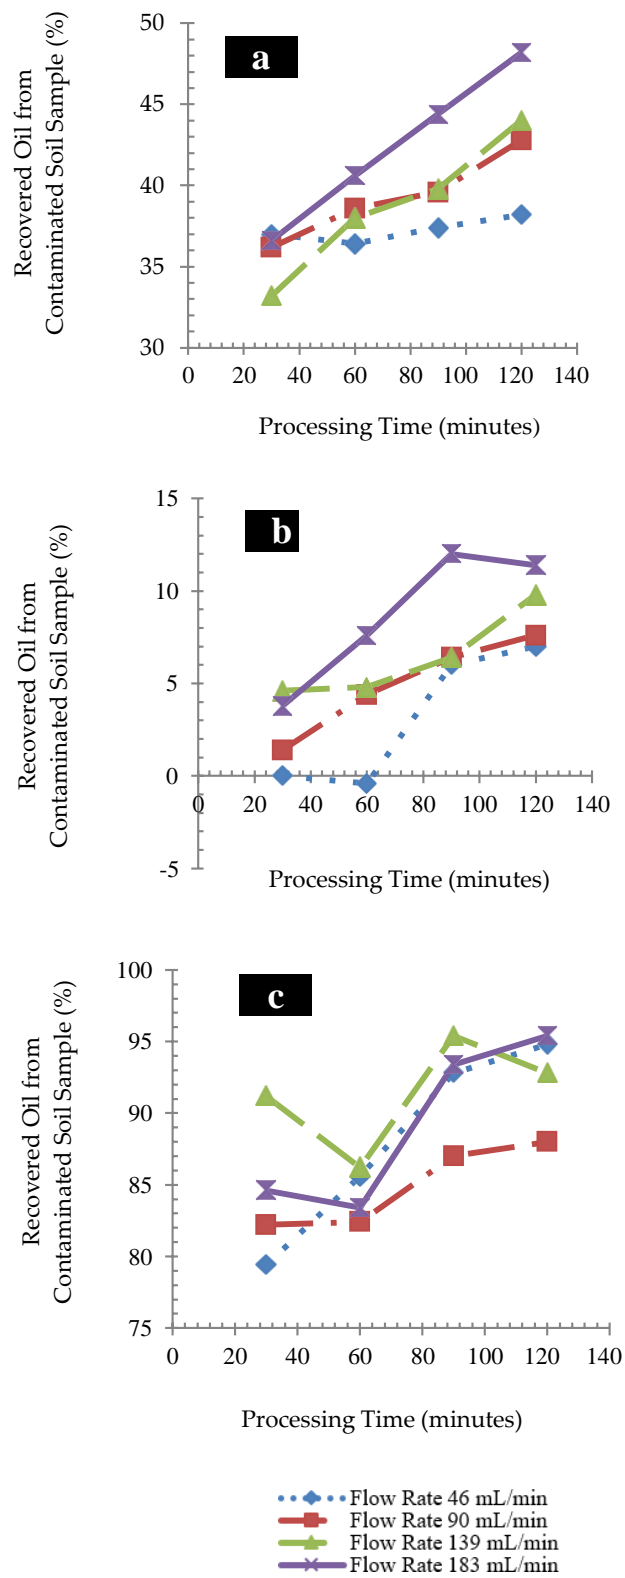 a
Recovered Oil from
Contaminated Soil Sample (%)
50
45
40
35
30
0 20 40 60 80 100 120 140
Processing Time (minutes)
b
Recovered Oil from
Contaminated Soil Sample (%)
15
10
5
0
-5
0 20 40 60 80 100 120 140
Processing Time (minutes)
c
Recovered Oil from
Contaminated Soil Sample (%)
100
95
90
85
80
75
0 20 40 60 80 100 120 140
Processing Time (minutes)
Flow Rate 46 mL/min
Flow Rate 90 mL/min
Flow Rate 139 mL/min
Flow Rate 183 mL/min